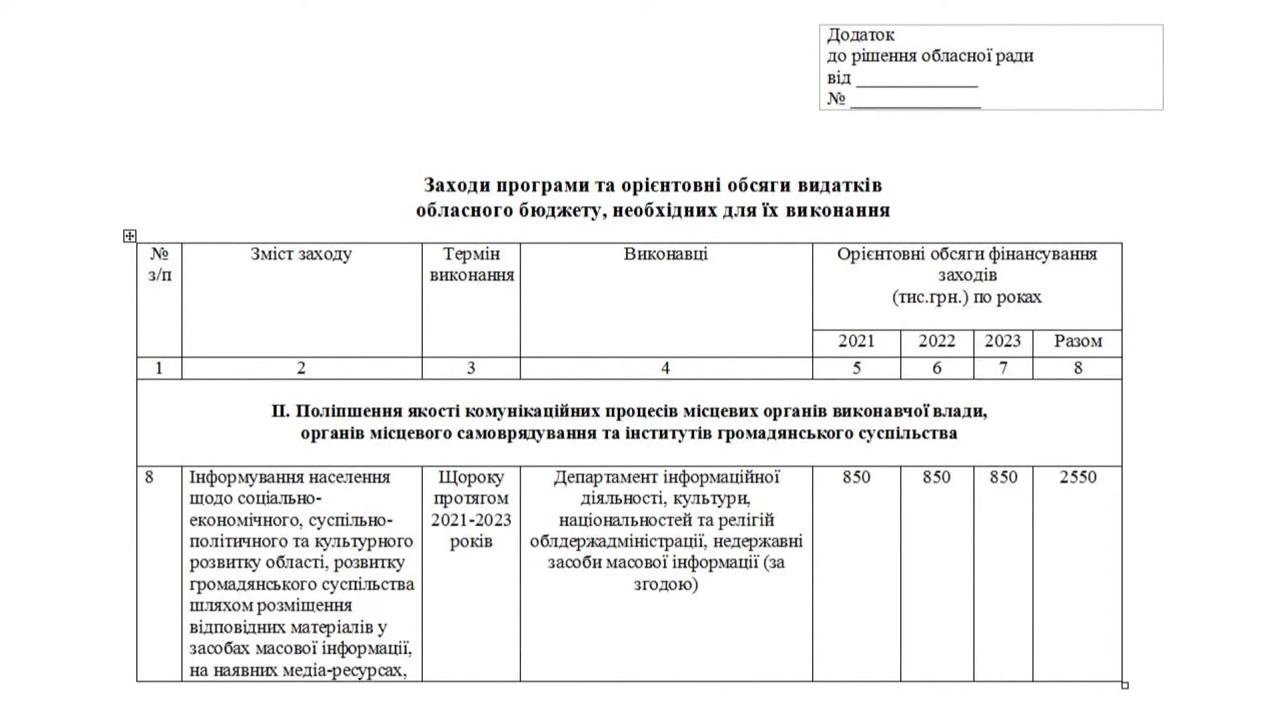 Додаток
до рішення обласної ради
від ______________
№ _______________
Заходи програми та орієнтовні обсяги видатків
обласного бюджету, необхідних для їх виконання
№
з/п
Зміст заходу
Термін
виконання
Виконавці
Орієнтовні обсяги фінансування
заходів
(тис.грн.) по роках
2021
2022
2023
Разом
1
2
3
4
5
6
7
8
ІІ. Поліпшення якості комунікаційних процесів місцевих органів виконавчої влади,
органів місцевого самоврядування та інститутів громадянського суспільства
8
Інформування населення
щодо соціально-
економічного, суспільно-
політичного та культурного
розвитку області, розвитку
громадянського суспільства
шляхом розміщення
відповідних матеріалів у
засобах масової інформації,
на наявних медіа-ресурсах,
Щороку
протягом
2021-2023
років
Департамент інформаційної
діяльності, культури,
національностей та релігій
облдержадміністрації, недержавні
засоби масової інформації (за
згодою)
850
850
850
2550